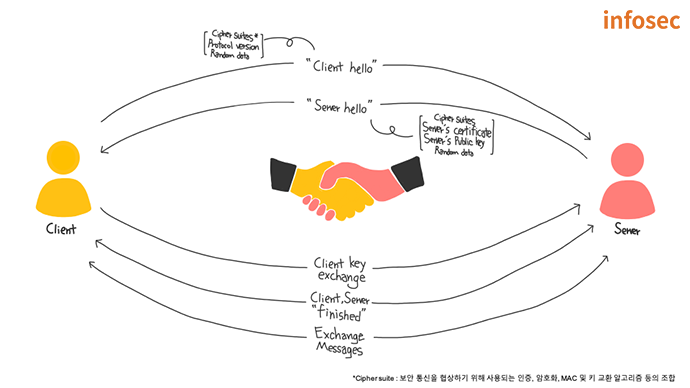 infosec
Cipher suites*
Protocol version
Random data
"Client hello"
"Server hello"
Cipher suites
Server's certificate
Server's Public key
Random data
Client
Server
Client key
exchange
Client, Server
"finished"
Exchange
Messages
*Cipher suite : 보안 통신을 협상하기 위해 사용되는 인증, 암호화, MAC 및 키 교환 알고리즘 등의 조합